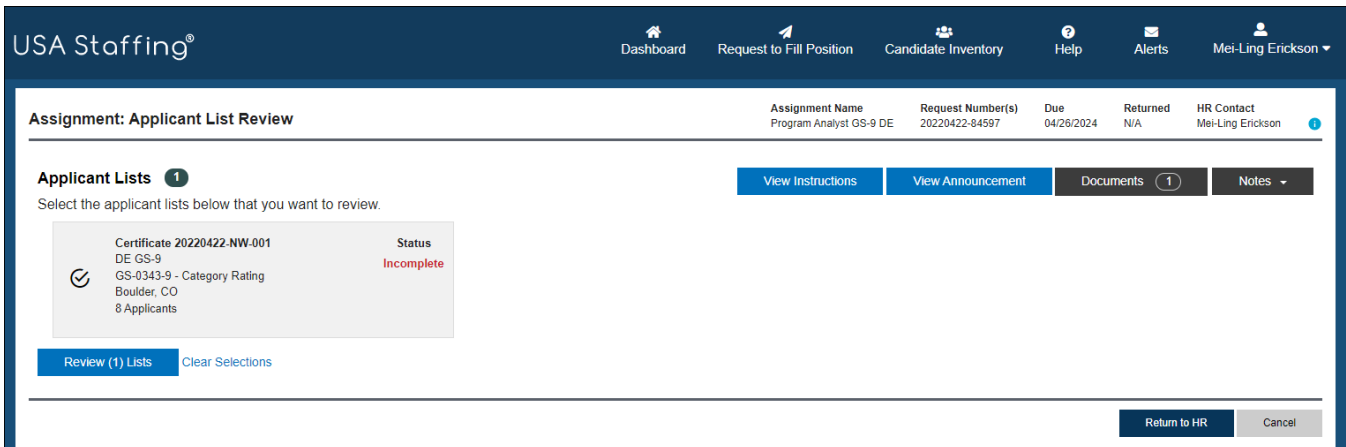 USA Staffing®
Dashboard
Request to Fill Position
Candidate Inventory
Help
Alerts
Mei-Ling Erickson
Assignment: Applicant List Review
Assignment Name
Program Analyst GS-9 DE
Request Number(s)
20220422-84597
Due
04/26/2024
Returned
N/A
HR Contact
Mei-Ling Erickson
Applicant Lists 1
View Instructions
View Announcement
Documents 1
Notes
Select the applicant lists below that you want to review.
Certificate 20220422-NW-001
DE GS-9
GS-0343-9 - Category Rating
Boulder, CO
8 Applicants
Status
Incomplete
Review (1) Lists
Clear Selections
Return to HR
Cancel